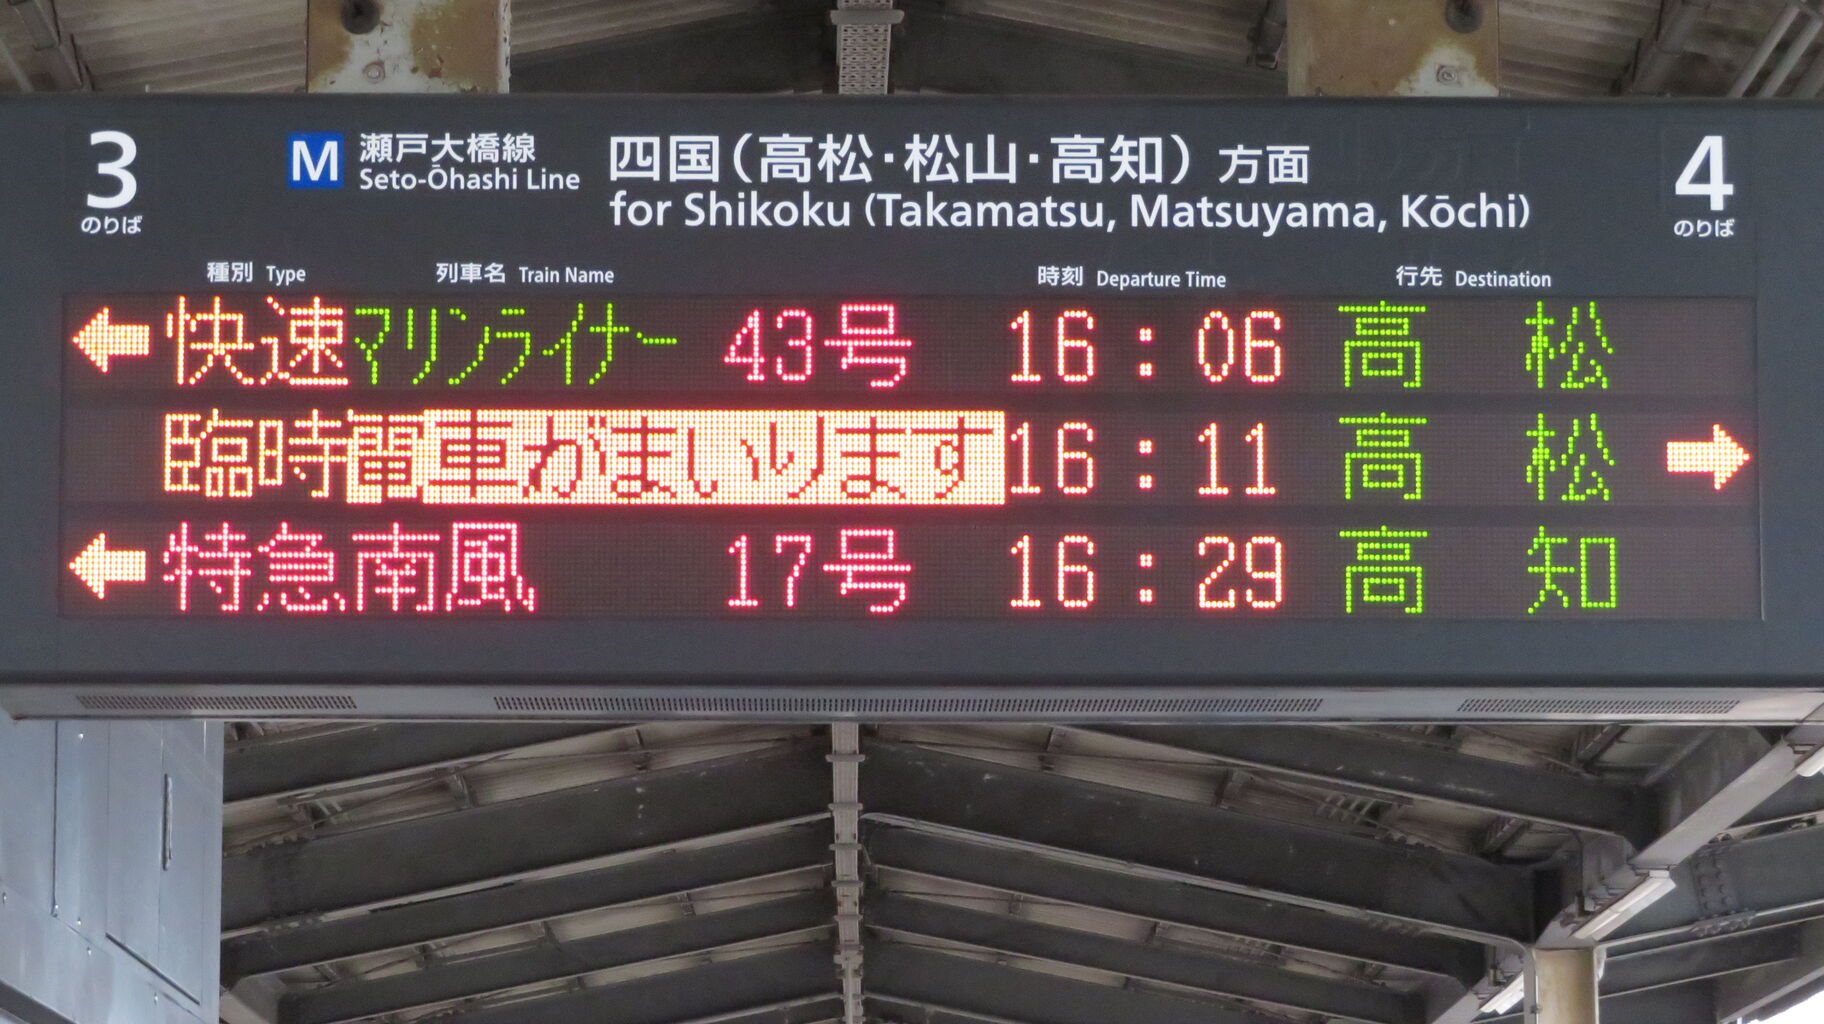 3 のりば
M 瀬戸大橋線 Seto-Ōhashi Line
四国（高松・松山・高知）方面
for Shikoku (Takamatsu, Matsuyama, Kōchi)
4 のりば
種別 Type 列車名 Train Name 時刻 Departure Time 行先 Destination
← 快速 マリンライナー 43号 16:06 高松
臨時 電車がまいります 16:11 高松 →
← 特急 南風 17号 16:29 高知